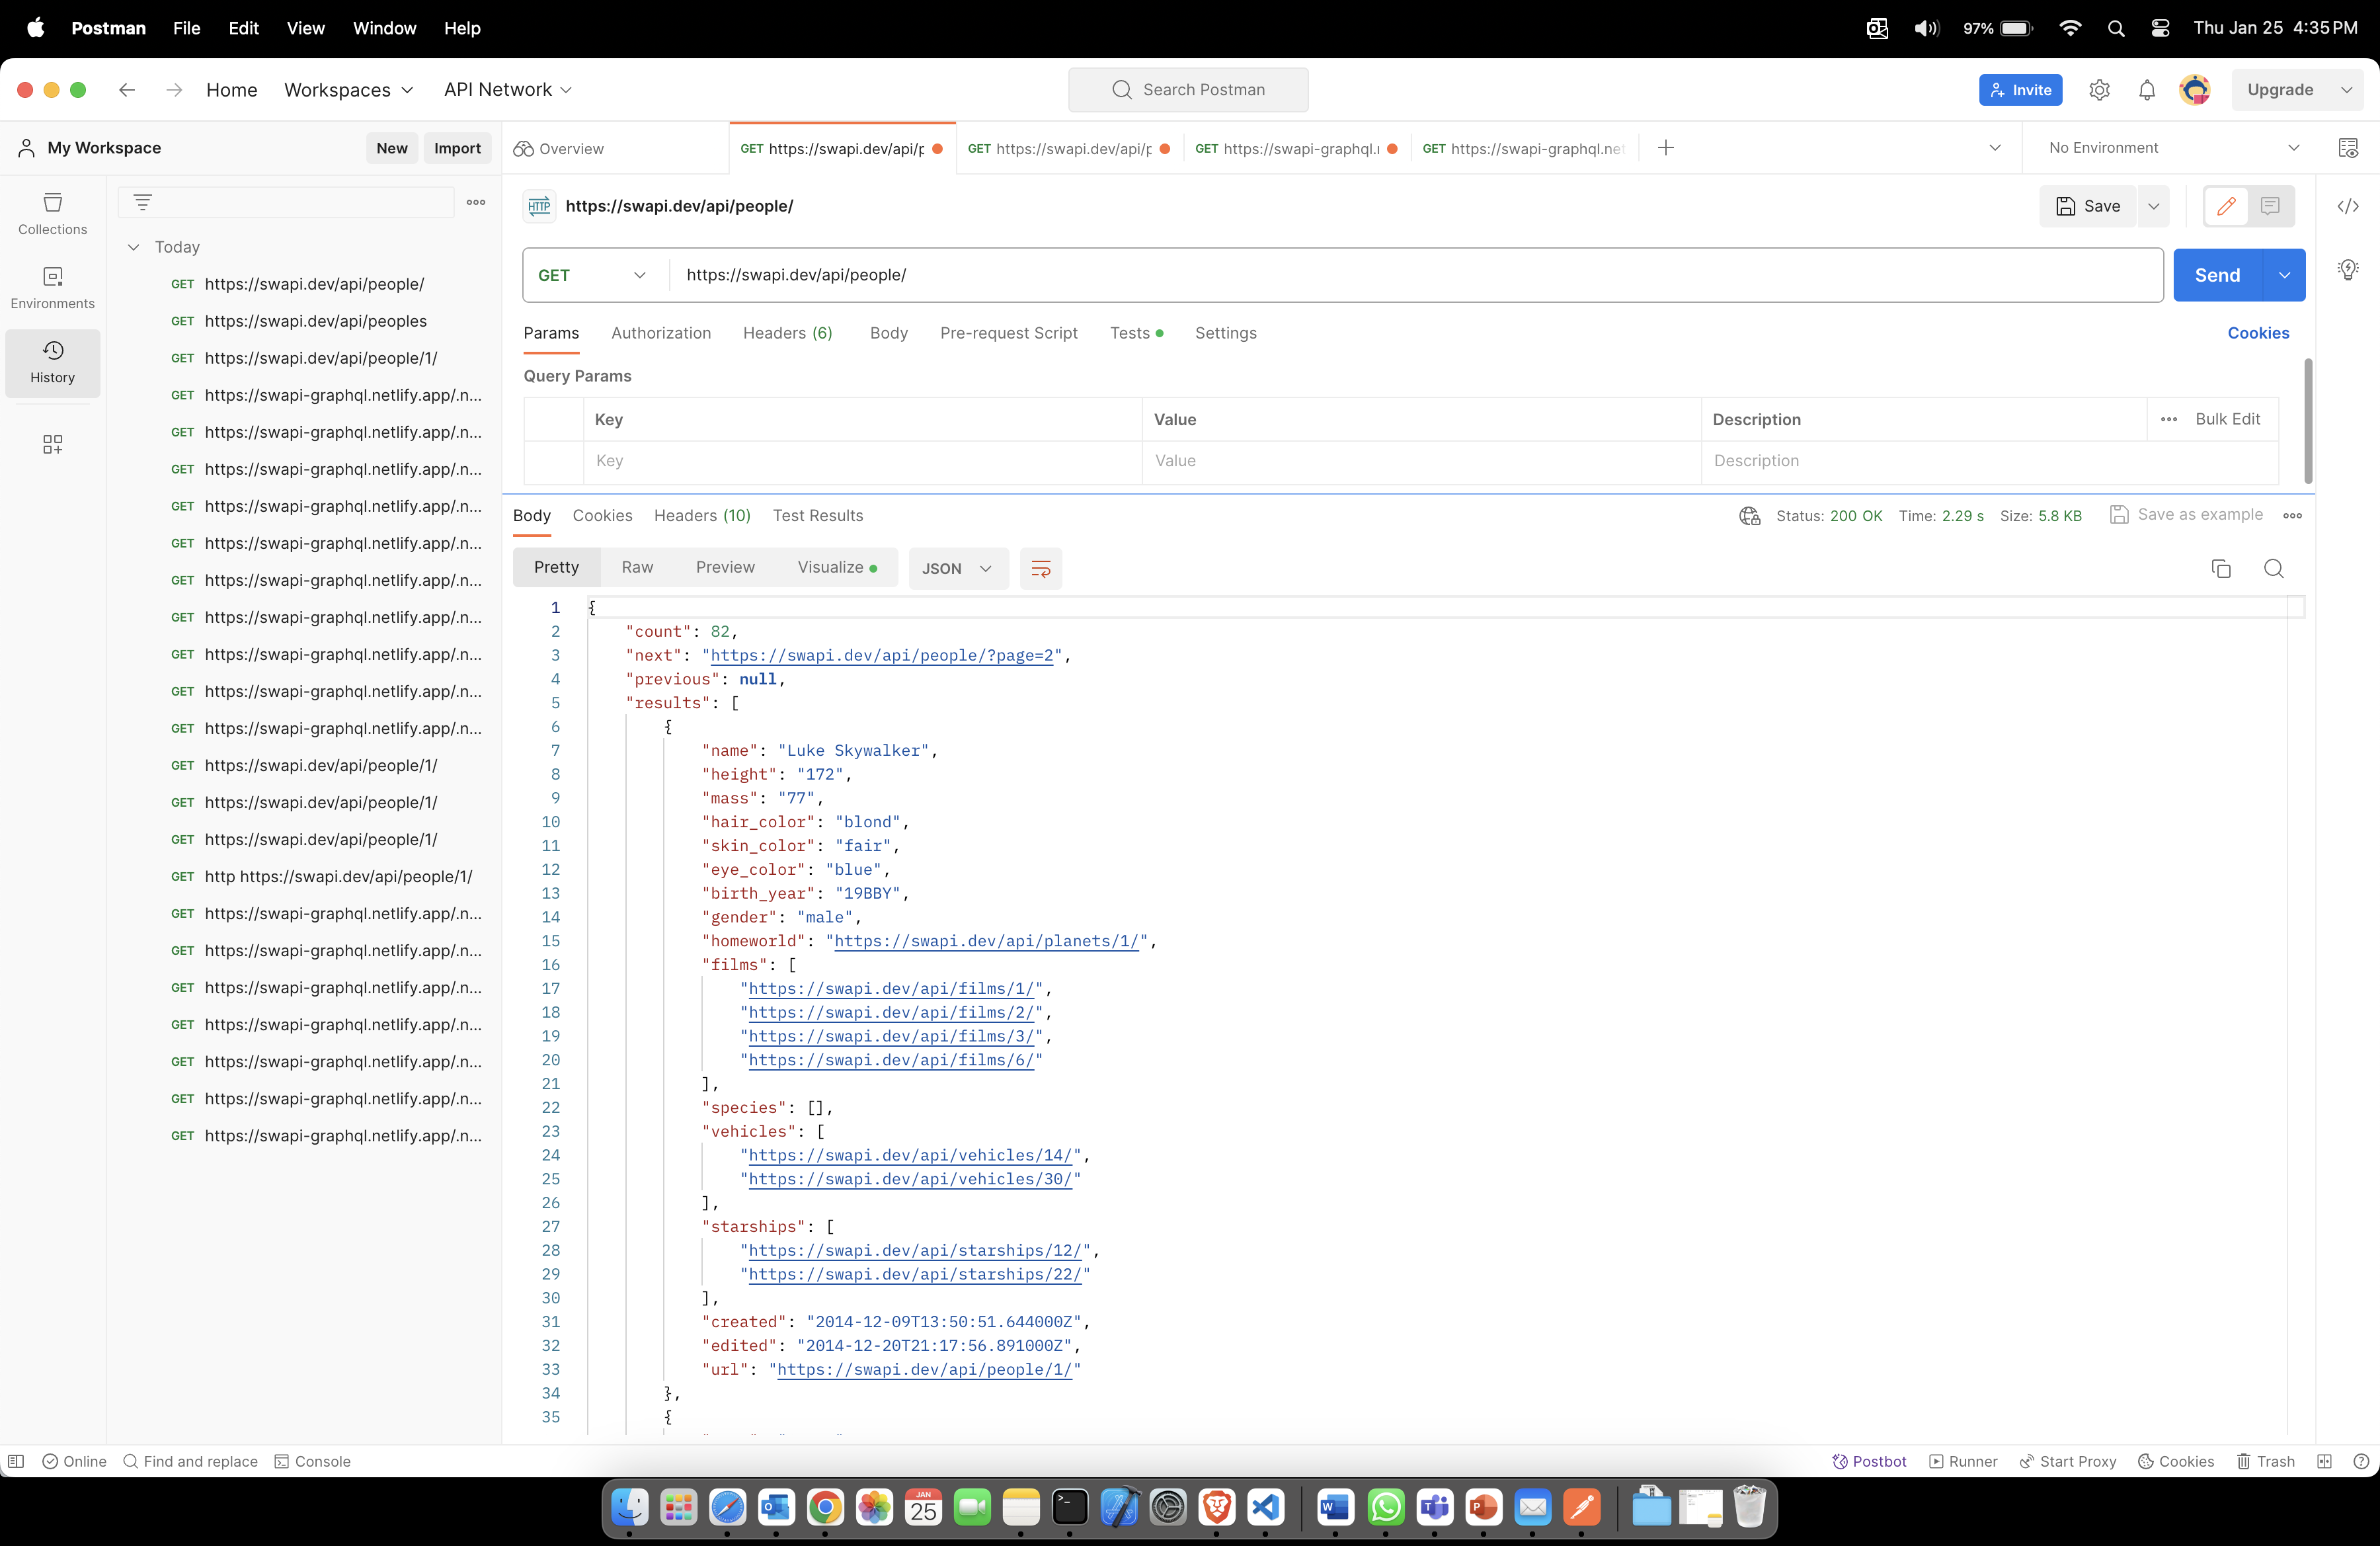 Postman File Edit View Window Help 97% Thu Jan 25 4:35 PM
Home Workspaces API Network Search Postman Invite Upgrade
My Workspace New Import Overview GET https://swapi.dev/api/p GET https://swapi.dev/api/p GET https://swapi-graphql. GET https://swapi-graphql.net No Environment
HTTP https://swapi.dev/api/people/ Save
Collections
Environments
History
Today
GET https://swapi.dev/api/people/
GET https://swapi.dev/api/peoples
GET https://swapi.dev/api/people/1/
GET https://swapi-graphql.netlify.app/.n...
GET https://swapi-graphql.netlify.app/.n...
GET https://swapi-graphql.netlify.app/.n...
GET https://swapi-graphql.netlify.app/.n...
GET https://swapi-graphql.netlify.app/.n...
GET https://swapi-graphql.netlify.app/.n...
GET https://swapi-graphql.netlify.app/.n...
GET https://swapi-graphql.netlify.app/.n...
GET https://swapi-graphql.netlify.app/.n...
GET https://swapi-graphql.netlify.app/.n...
GET https://swapi.dev/api/people/1/
GET https://swapi.dev/api/people/1/
GET https://swapi.dev/api/people/1/
GET http https://swapi.dev/api/people/1/
GET https://swapi-graphql.netlify.app/.n...
GET https://swapi-graphql.netlify.app/.n...
GET https://swapi-graphql.netlify.app/.n...
GET https://swapi-graphql.netlify.app/.n...
GET https://swapi-graphql.netlify.app/.n...
GET https://swapi-graphql.netlify.app/.n...
GET https://swapi-graphql.netlify.app/.n...
GET https://swapi.dev/api/people/ Send
Params Authorization Headers (6) Body Pre-request Script Tests Settings Cookies
Query Params
Key Value Description Bulk Edit
Key Value Description
Body Cookies Headers (10) Test Results Status: 200 OK Time: 2.29 s Size: 5.8 KB Save as example
Pretty Raw Preview Visualize JSON
1 {
2 "count": 82,
3 "next": "https://swapi.dev/api/people/?page=2",
4 "previous": null,
5 "results": [
6 {
7 "name": "Luke Skywalker",
8 "height": "172",
9 "mass": "77",
10 "hair_color": "blond",
11 "skin_color": "fair",
12 "eye_color": "blue",
13 "birth_year": "19BBY",
14 "gender": "male",
15 "homeworld": "https://swapi.dev/api/planets/1/",
16 "films": [
17 "https://swapi.dev/api/films/1/",
18 "https://swapi.dev/api/films/2/",
19 "https://swapi.dev/api/films/3/",
20 "https://swapi.dev/api/films/6/"
21 ],
22 "species": [],
23 "vehicles": [
24 "https://swapi.dev/api/vehicles/14/",
25 "https://swapi.dev/api/vehicles/30/"
26 ],
27 "starships": [
28 "https://swapi.dev/api/starships/12/",
29 "https://swapi.dev/api/starships/22/"
30 ],
31 "created": "2014-12-09T13:50:51.644000Z",
32 "edited": "2014-12-20T21:17:56.891000Z",
33 "url": "https://swapi.dev/api/people/1/"
34 },
35 {
Online Find and replace Console Postbot Runner Start Proxy Cookies Trash
JAN
25